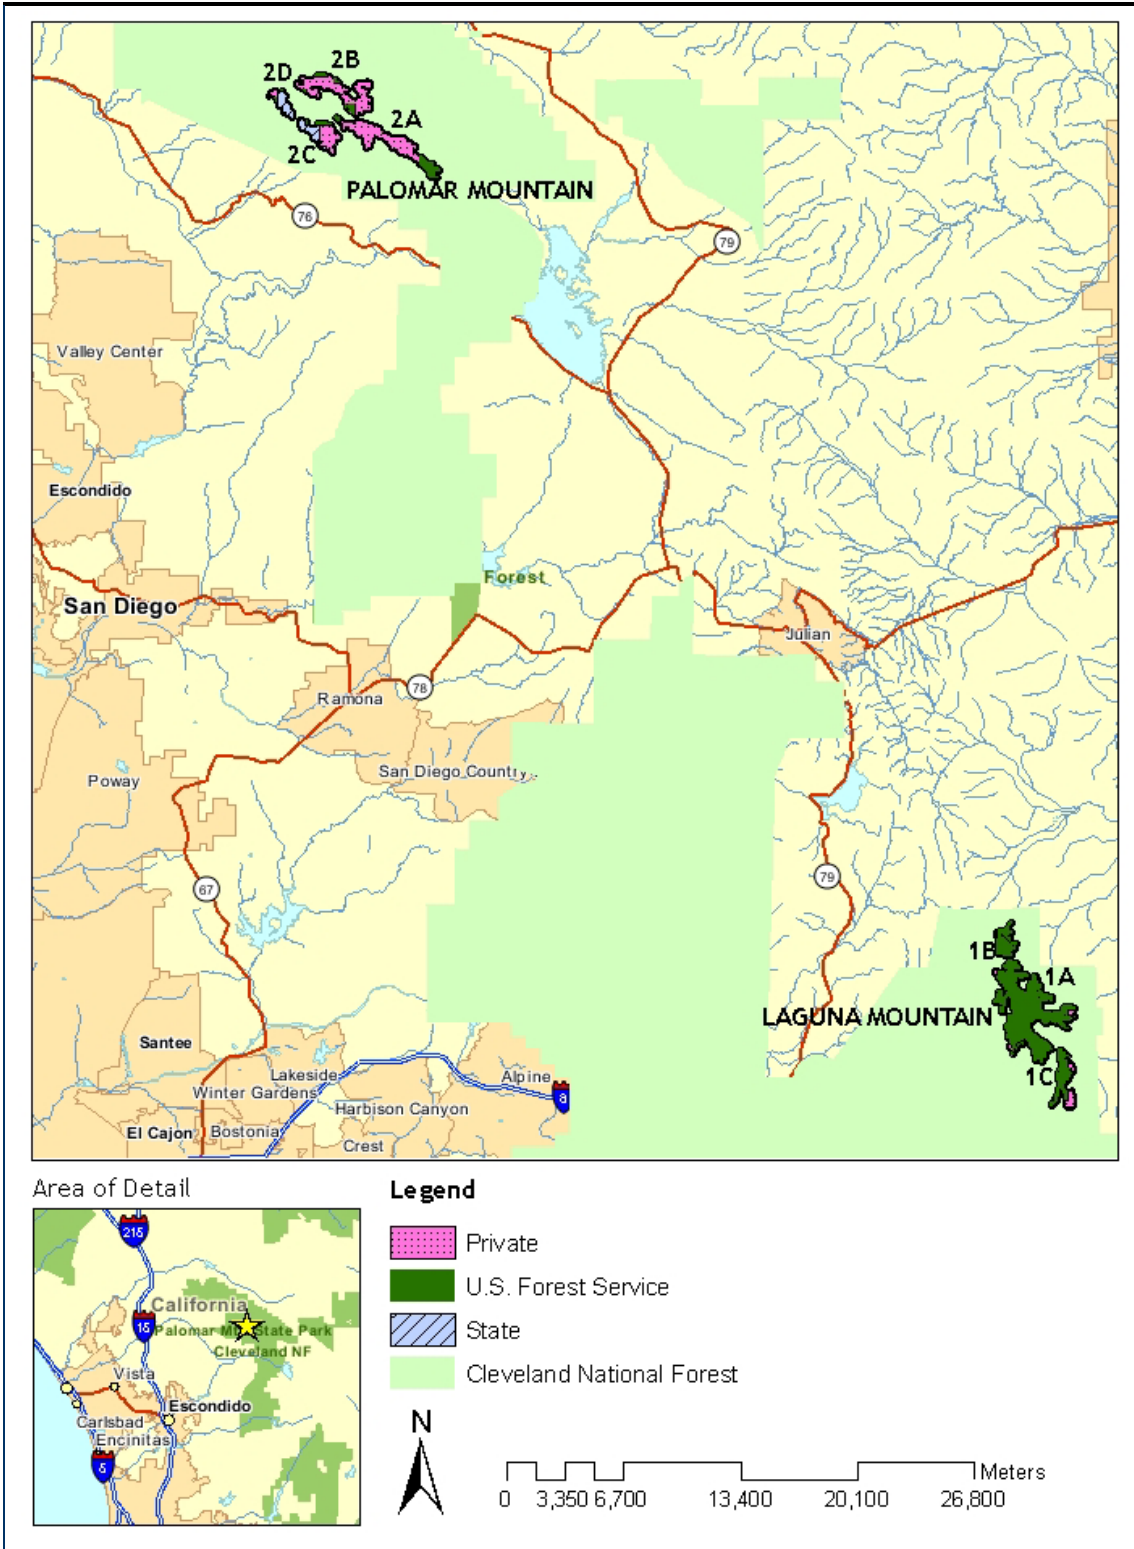 2D
2B
2A
2C
PALOMAR MOUNTAIN
76
79
Valley Center
Escondido
Forest
San Diego
Julian
Ramona
78
San Diego Country
Poway
79
67
1B
1A
LAGUNA MOUNTAIN
1C
Santee
Lakeside
Alpine
Winter Gardens
8
Harbison Canyon
El Cajon
Bostonia
Crest
Area of Detail
215
California
15
Palomar Mtn State Park
Cleveland NF
Vista
Escondido
Carlsbad
Encinitas
5
Legend
Private
U.S. Forest Service
State
Cleveland National Forest
N
Meters
0 3,350 6,700 13,400 20,100 26,800